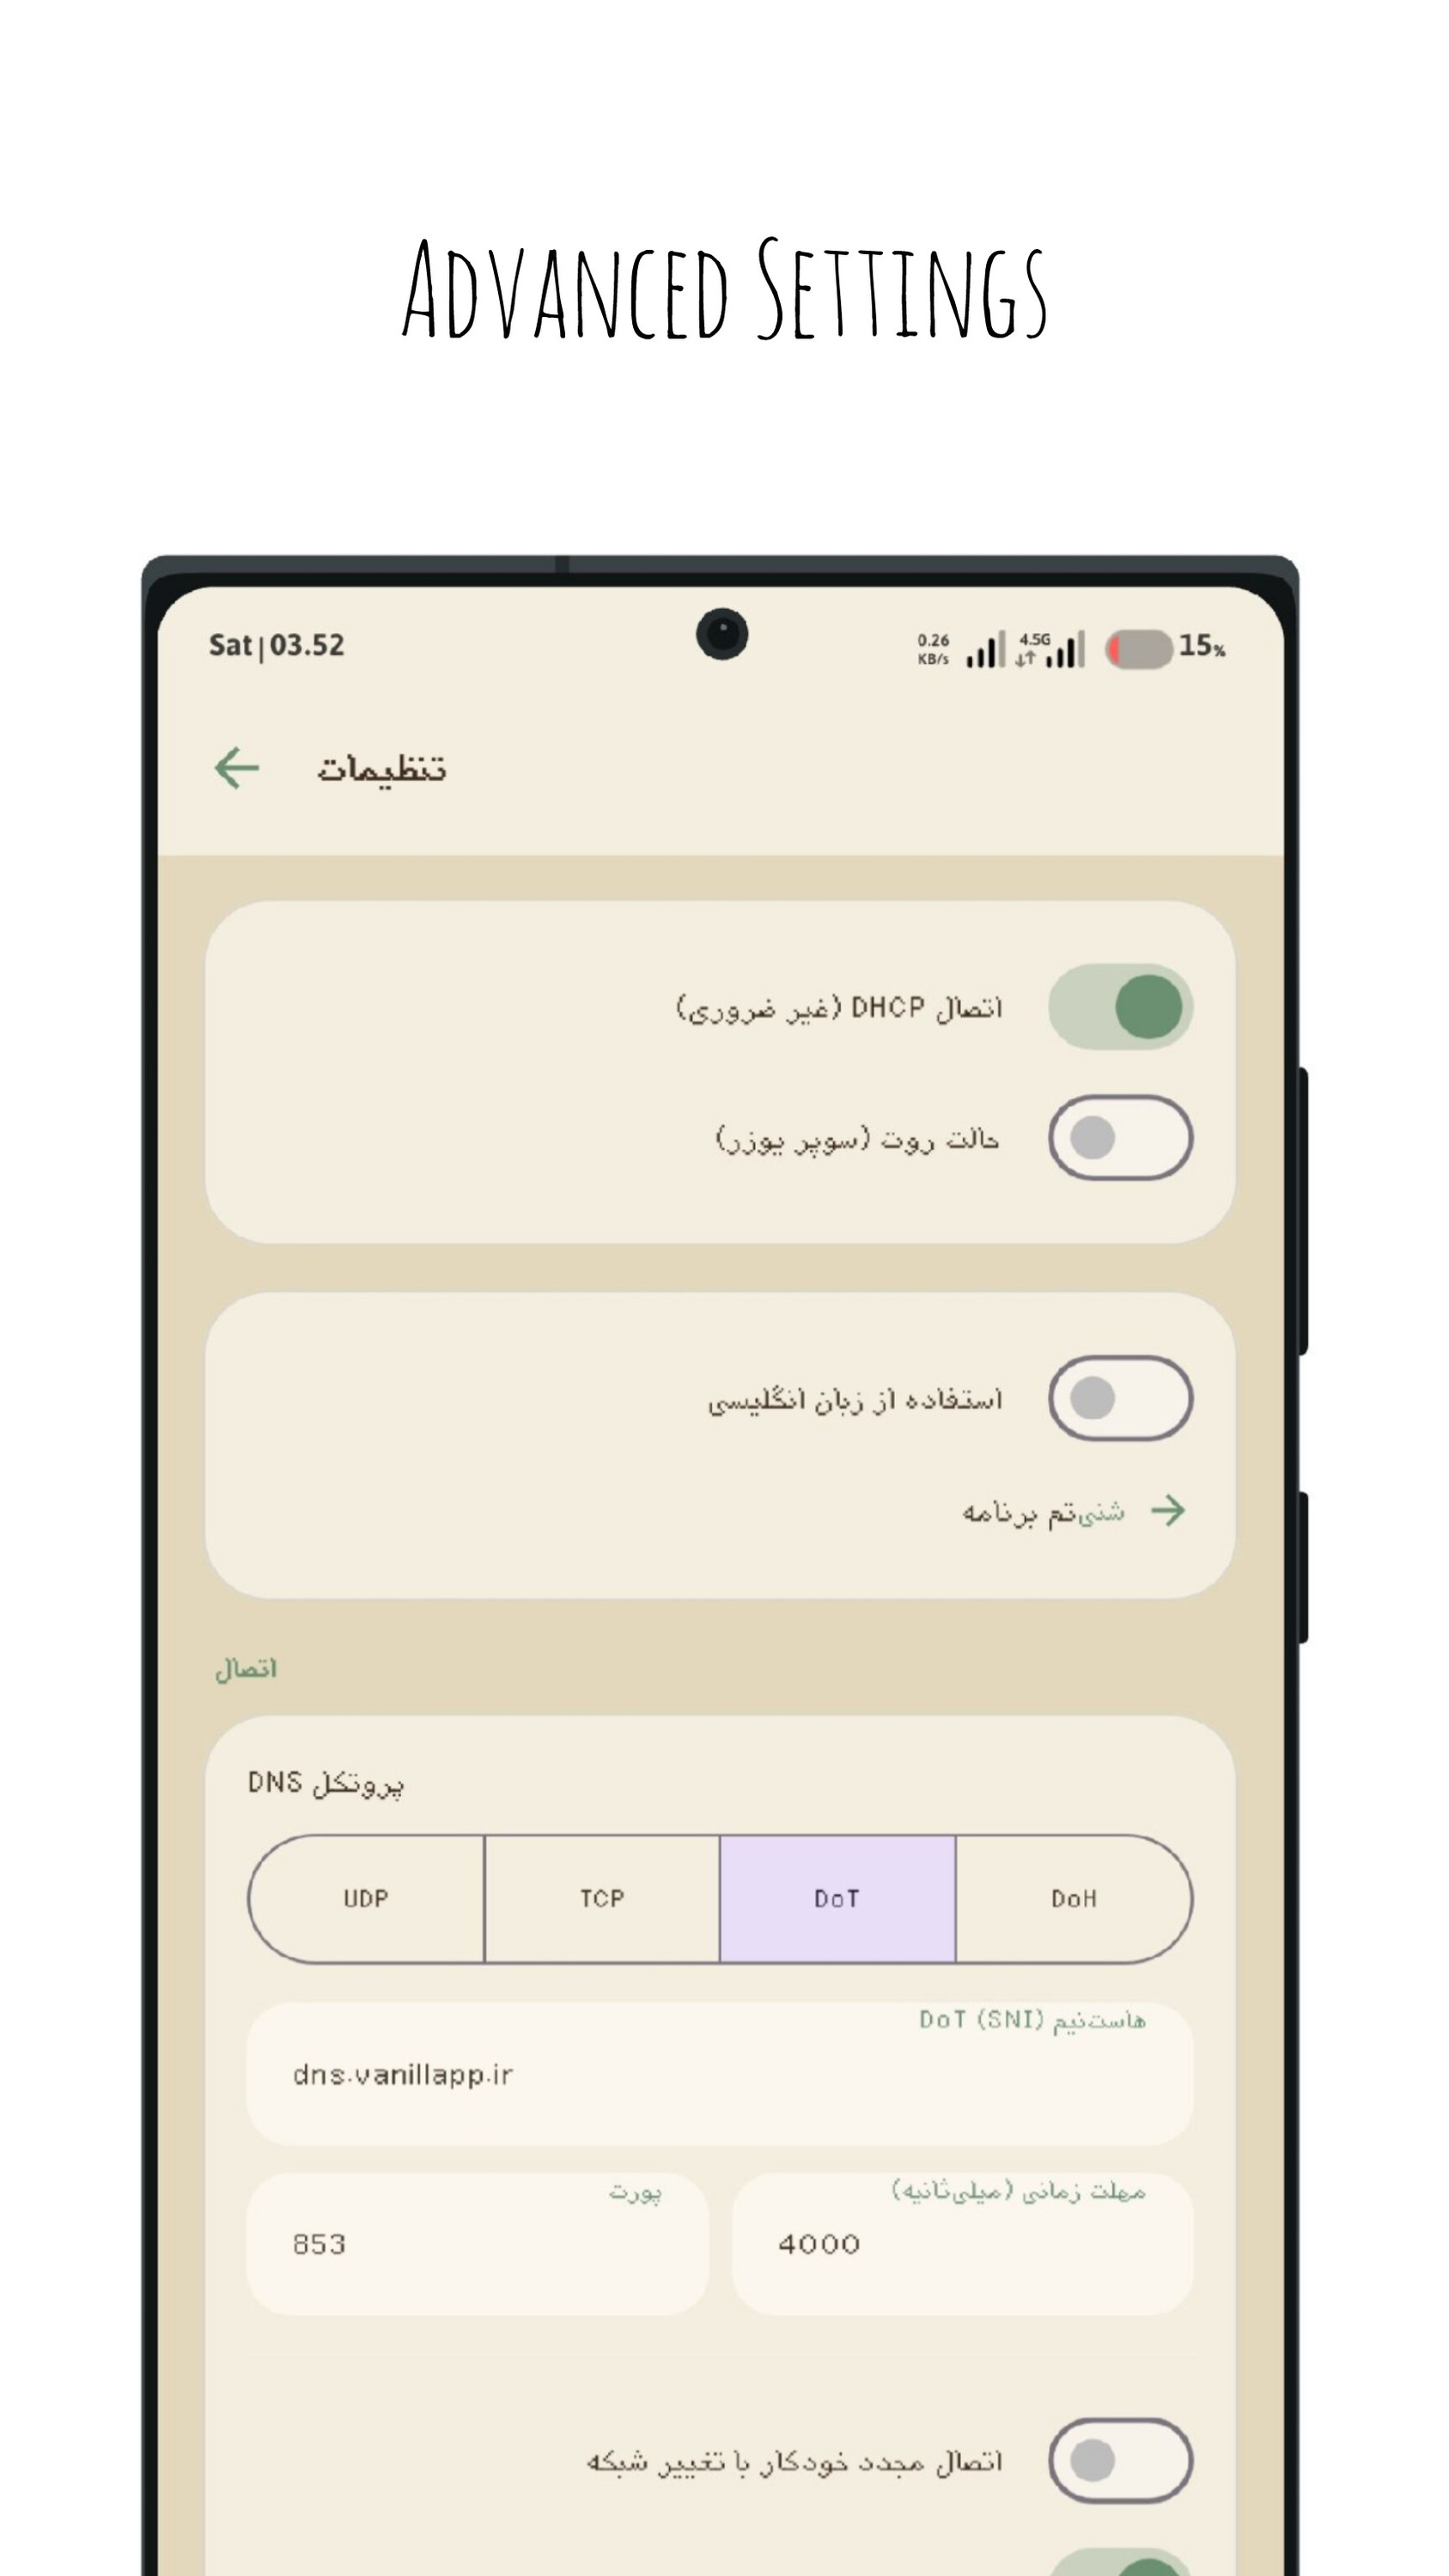 ADVANCED SETTINGS
Sat | 03.52
0.26 KB/s 4.5G 15%
تنظیمات
اتصال DHCP (غیر ضروری)
حالت روت (سوپر یوزر)
استفاده از زبان انگلیسی
شنی تم برنامه
اتصال
پروتکل DNS
UDP TCP DoT DoH
هاست‌نیم DoT (SNI)
dns.vanillapp.ir
پورت مهلت زمانی (میلی‌ثانیه)
853 4000
اتصال مجدد خودکار با تغییر شبکه